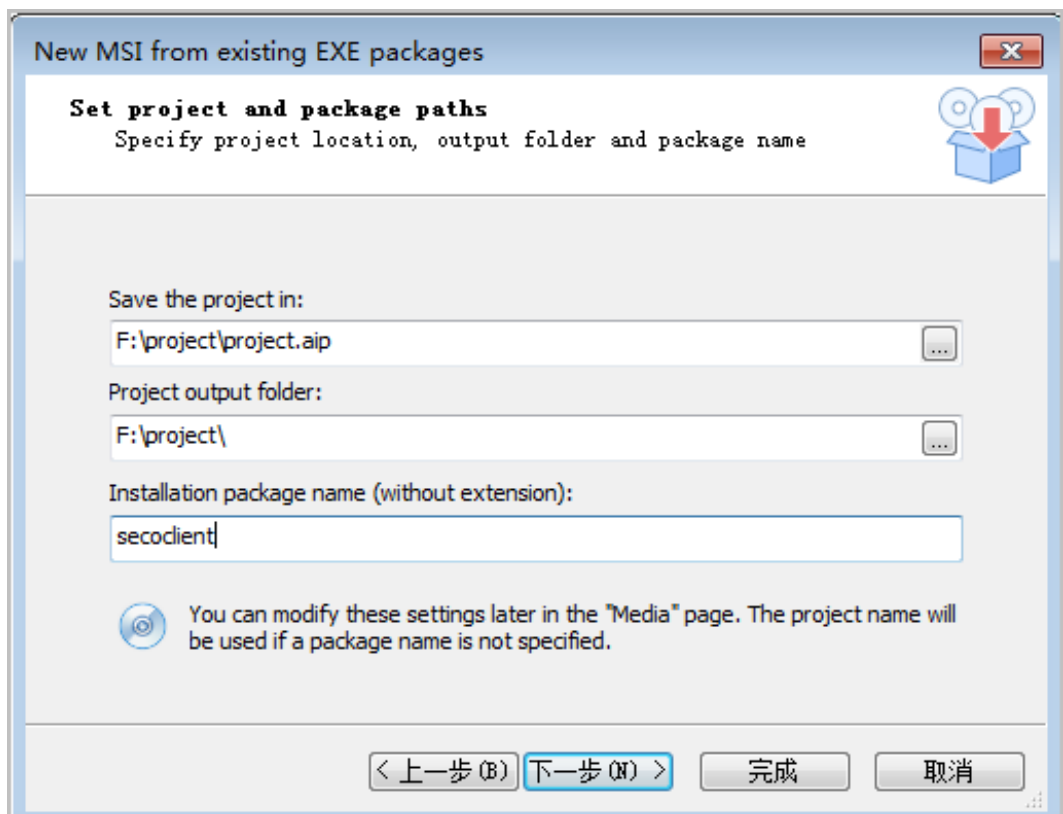 New MSI from existing EXE packages
Set project and package paths
Specify project location, output folder and package name
Save the project in:
F:\project\project.aip
...
Project output folder:
F:\project\
...
Installation package name (without extension):
secoclient
You can modify these settings later in the "Media" page. The project name will
be used if a package name is not specified.
< 上一步(B) 下一步(N) > 完成 取消